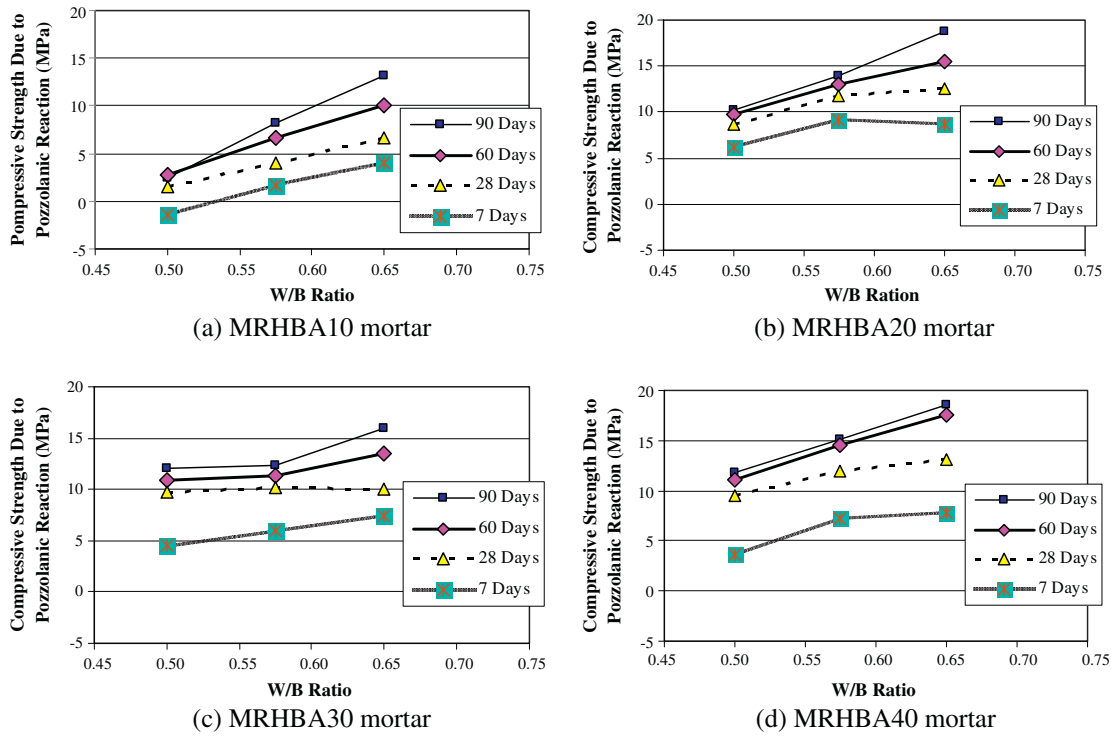 Pompressive Strength Due to
Pozzolanic Reaction (MPa)
20
15
10
5
0
-5
0.45 0.50 0.55 0.60 0.65 0.70 0.75
W/B Ratio
90 Days
60 Days
28 Days
7 Days
(a) MRHBA10 mortar
Compressive Strength Due to
Pozzolanic Reaction (MPa)
20
15
10
5
0
-5
0.45 0.50 0.55 0.60 0.65 0.70 0.75
W/B Ration
90 Days
60 Days
28 Days
7 Days
(b) MRHBA20 mortar
Compressive Strength Due to
Pozzolanic Reaction (MPa)
20
15
10
5
0
-5
0.45 0.50 0.55 0.60 0.65 0.70 0.75
W/B Ratio
90 Days
60 Days
28 Days
7 Days
(c) MRHBA30 mortar
Compressive Strength Due to
Pozzolanic Reaction (MPa)
20
15
10
5
0
-5
0.45 0.50 0.55 0.60 0.65 0.70 0.75
W/B Ratio
90 Days
60 Days
28 Days
7 Days
(d) MRHBA40 mortar